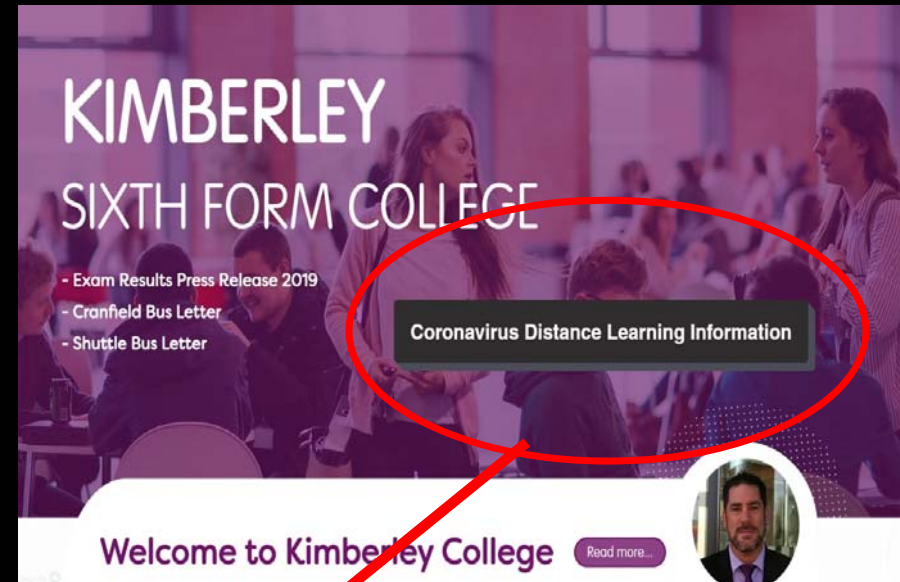 KIMBERLEY
SIXTH FORM COLLEGE
- Exam Results Press Release 2019
- Cranfield Bus Letter
- Shuttle Bus Letter
Coronavirus Distance Learning Information
Welcome to Kimberley College
Read more...